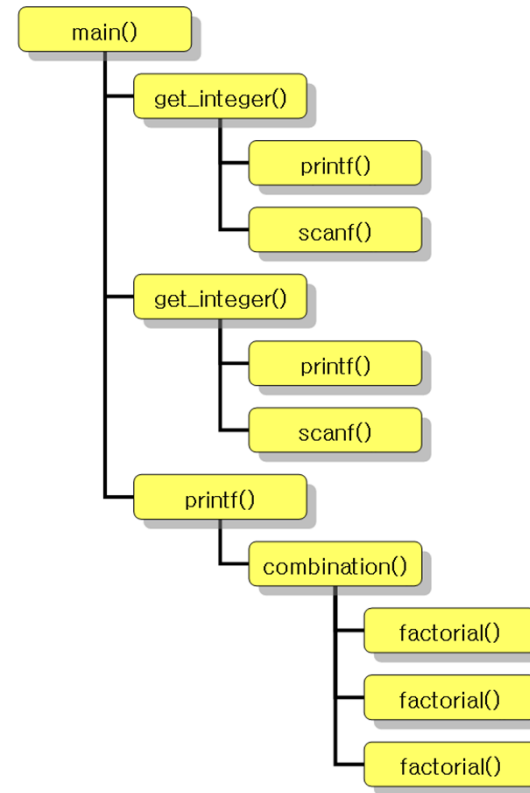 main()
get_integer()
printf()
scanf()
get_integer()
printf()
scanf()
printf()
combination()
factorial()
factorial()
factorial()